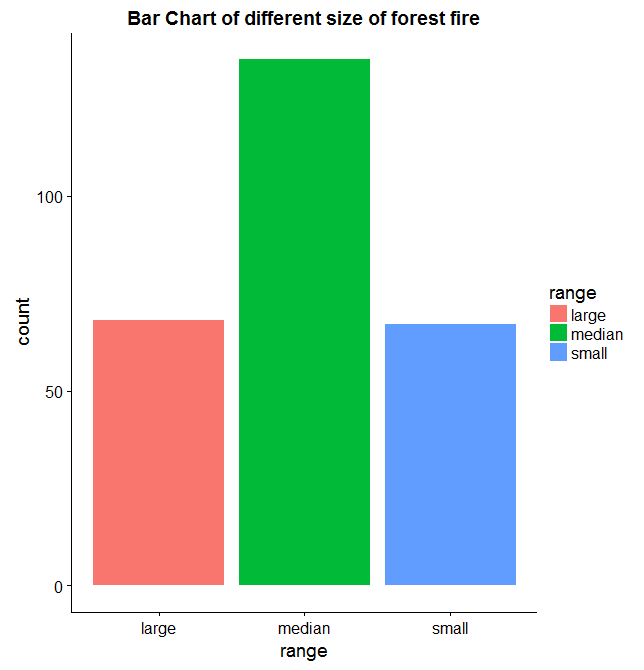 Bar Chart of different size of forest fire
100
50
0
count
large median small
range
range
large
median
small